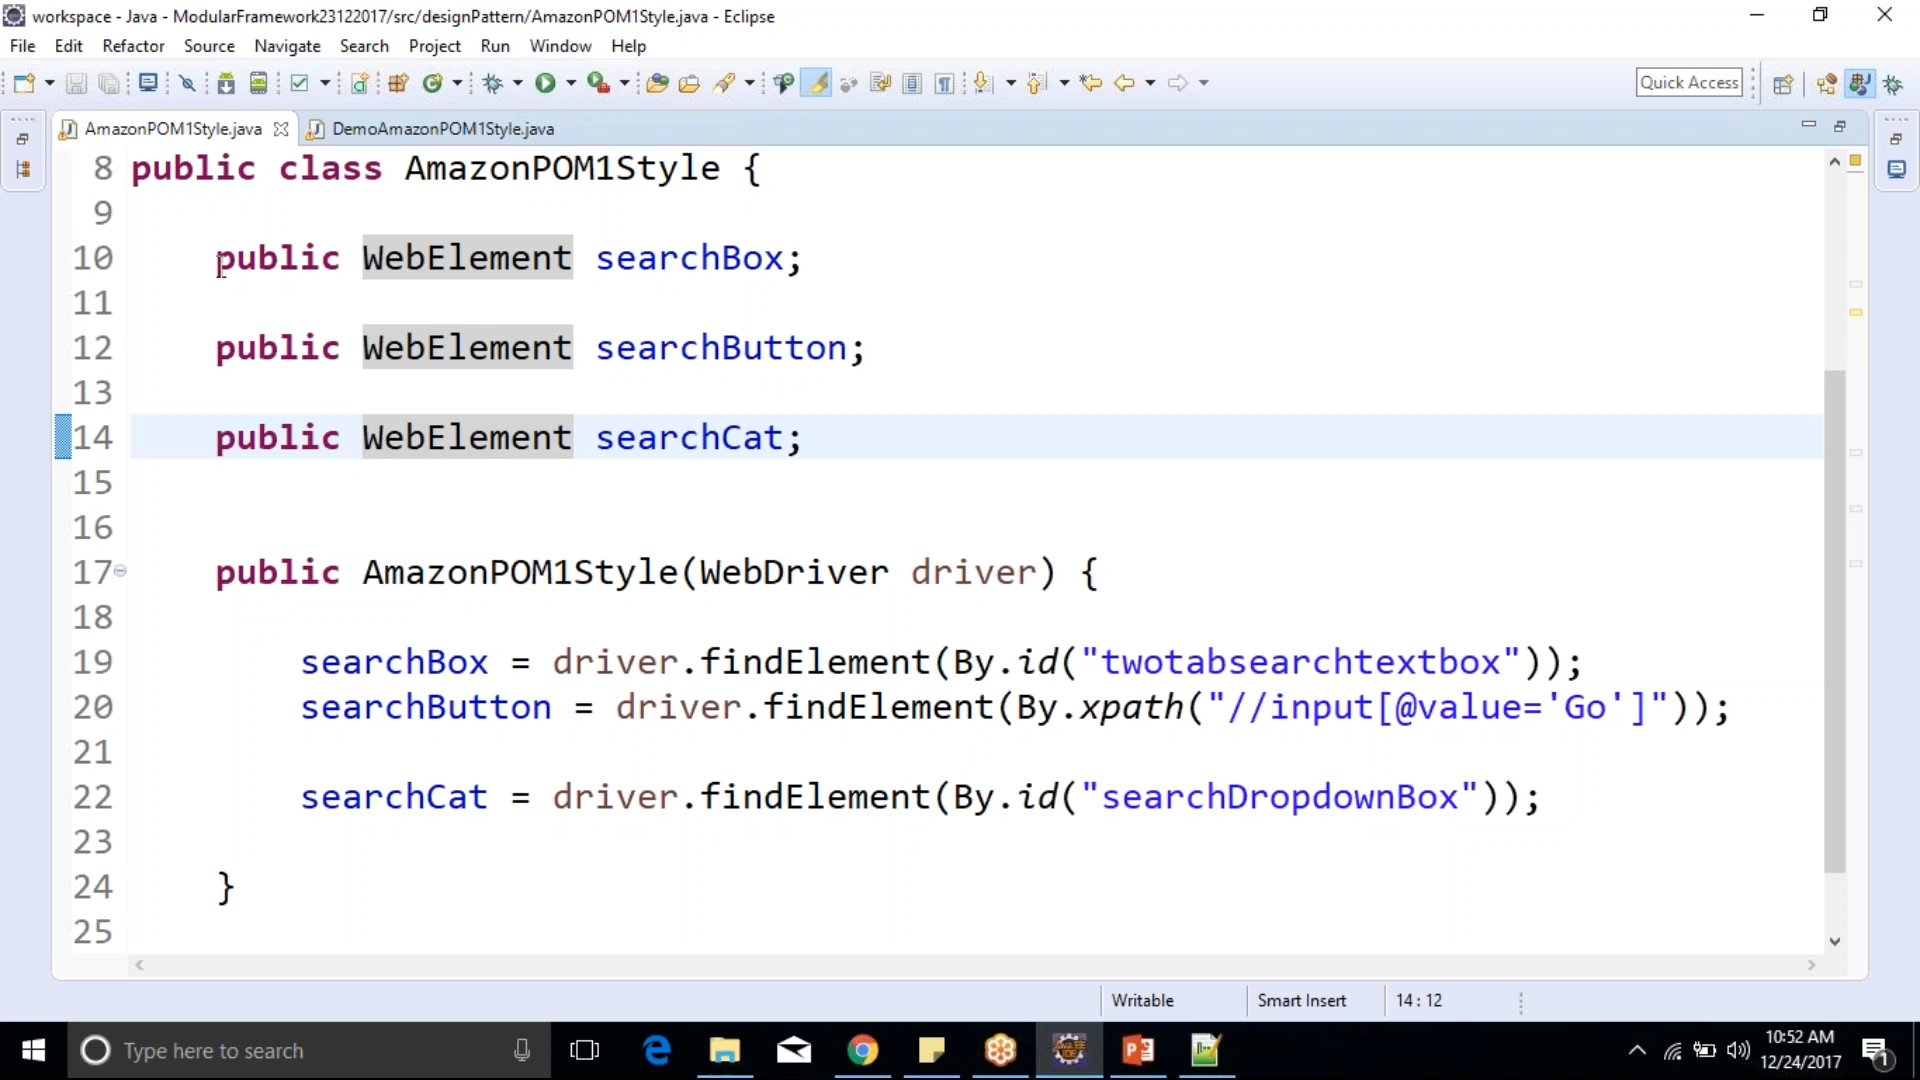 workspace - Java - ModularFramework23122017/src/designPattern/AmazonPOM1Style.java - Eclipse
File Edit Refactor Source Navigate Search Project Run Window Help
Quick Access
AmazonPOM1Style.java DemoAmazonPOM1Style.java
8 public class AmazonPOM1Style {
9
10 public WebElement searchBox;
11
12 public WebElement searchButton;
13
14 public WebElement searchCat;
15
16
17 public AmazonPOM1Style(WebDriver driver) {
18
19 searchBox = driver.findElement(By.id("twotabsearchtextbox"));
20 searchButton = driver.findElement(By.xpath("//input[@value='Go']"));
21
22 searchCat = driver.findElement(By.id("searchDropdownBox"));
23
24 }
25
Writable Smart Insert 14 : 12
Type here to search
10:52 AM
12/24/2017
1